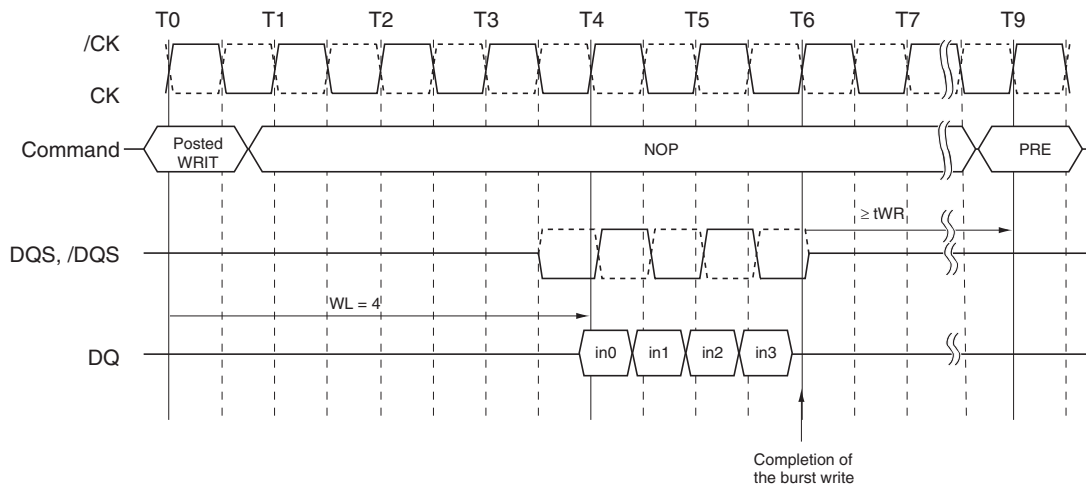 T0 T1 T2 T3 T4 T5 T6 T7 T9
/CK
CK
Command
Posted
WRIT
NOP
PRE
≥ tWR
DQS, /DQS
WL = 4
DQ
in0 in1 in2 in3
Completion of
the burst write